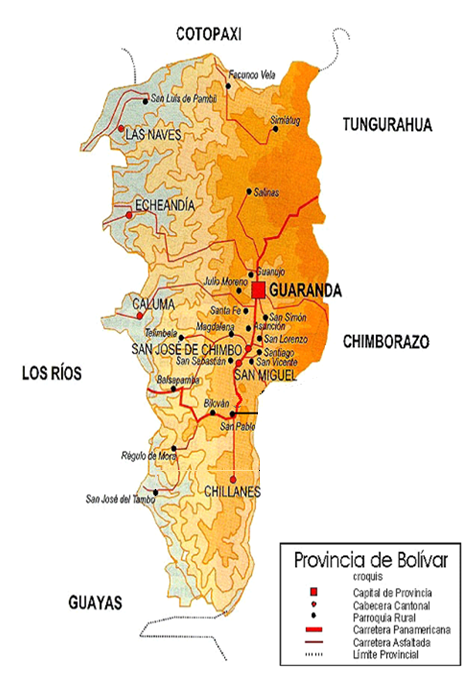 COTOPAXI
Facunco Vela
San Luis de Pambil
Simiátug
TUNGURAHUA
LAS NAVES
Salinas
ECHEANDÍA
Guanujo
Julio Moreno
GUARANDA
CALUMA
Santa Fe
San Simón
Magdalena
Asunción
Telimbela
San Lorenzo
CHIMBORAZO
SAN JOSÉ DE CHIMBO
Santiago
San Sebastián
San Vicente
LOS RÍOS
SAN MIGUEL
Balsapamba
Bilován
San Pablo
Régulo de Mora
CHILLANES
San José del Tambo
GUAYAS
Provincia de Bolívar
croquis
Capital de Provincia
Cabecera Cantonal
Parroquia Rural
Carretera Panamericana
Carretera Asfaltada
Límite Provincial